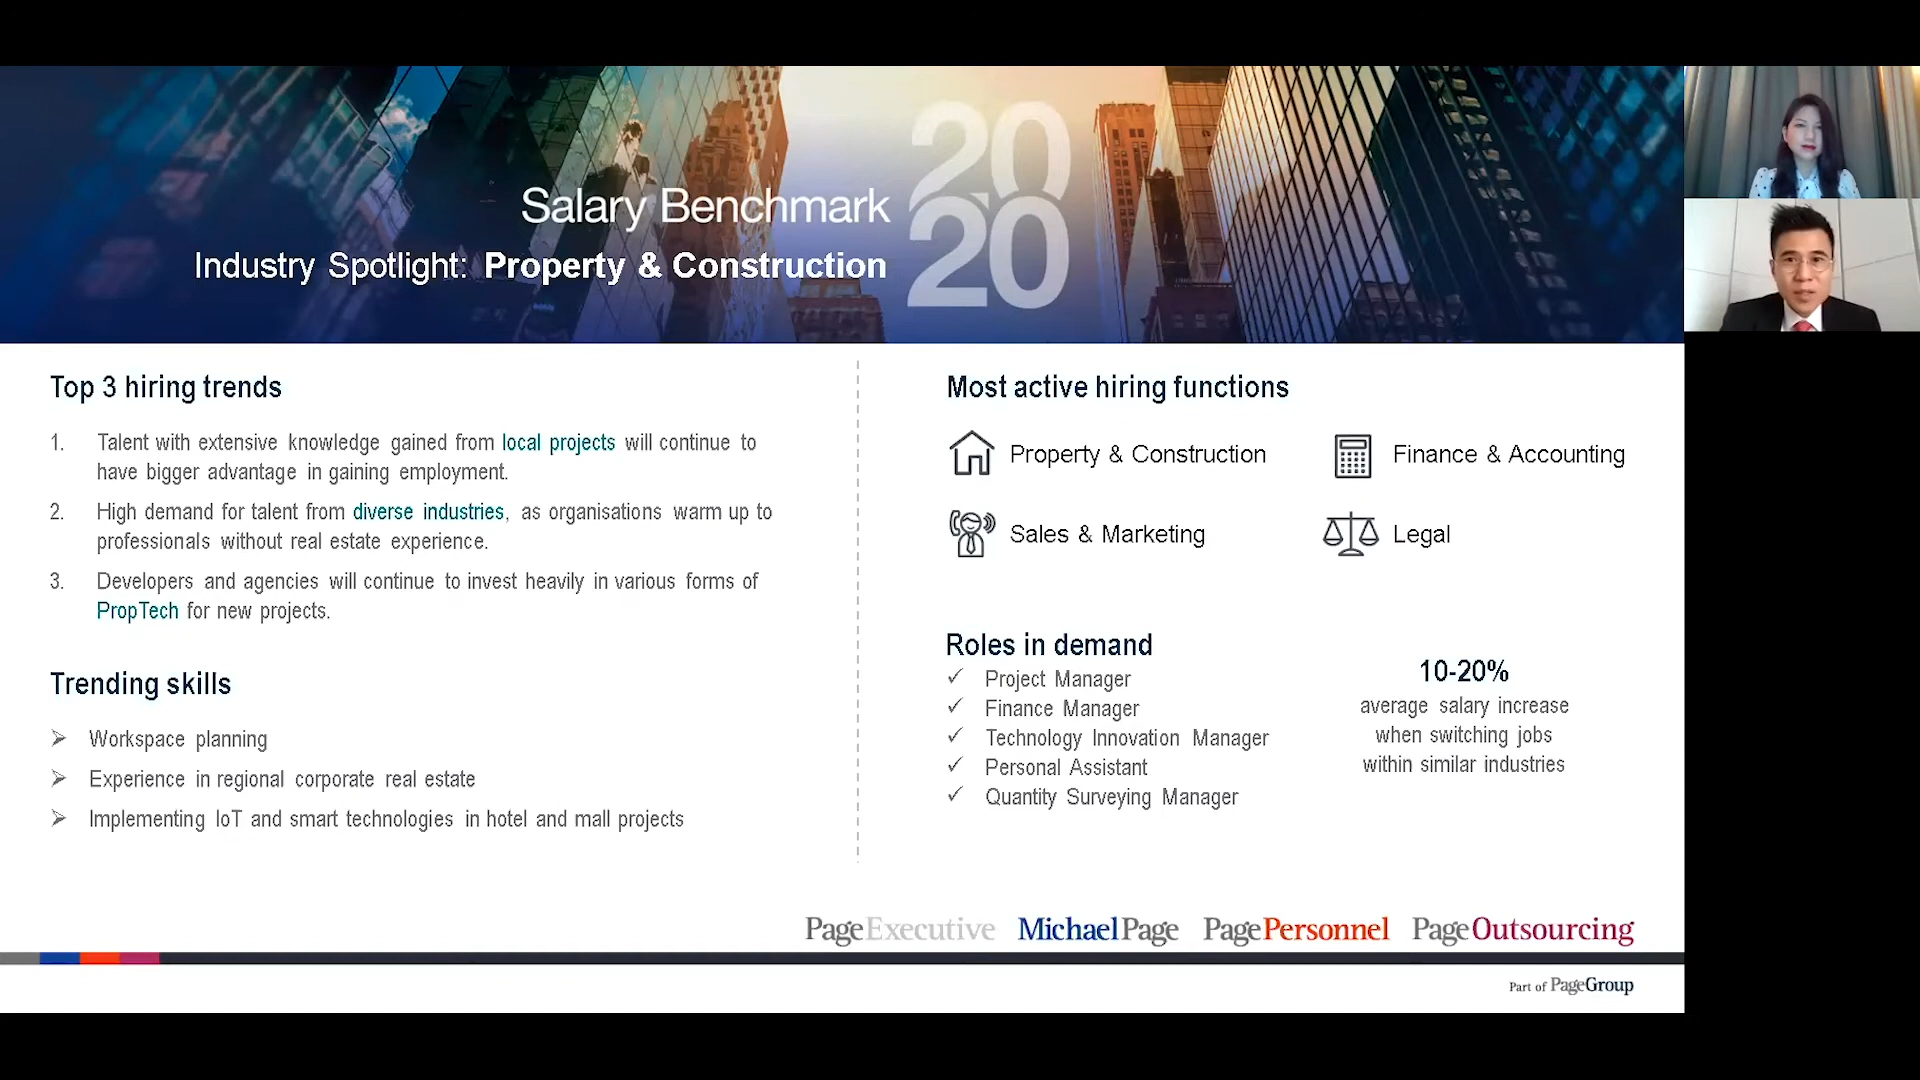 Salary Benchmark
2020
Industry Spotlight: Property & Construction
Top 3 hiring trends
1. Talent with extensive knowledge gained from local projects will continue to
have bigger advantage in gaining employment.
2. High demand for talent from diverse industries, as organisations warm up to
professionals without real estate experience.
3. Developers and agencies will continue to invest heavily in various forms of
PropTech for new projects.
Trending skills
Workspace planning
Experience in regional corporate real estate
Implementing IoT and smart technologies in hotel and mall projects
Most active hiring functions
Property & Construction
Finance & Accounting
Sales & Marketing
Legal
Roles in demand
Project Manager
Finance Manager
Technology Innovation Manager
Personal Assistant
Quantity Surveying Manager
10-20%
average salary increase
when switching jobs
within similar industries
PageExecutive MichaelPage PagePersonnel PageOutsourcing
Part of PageGroup